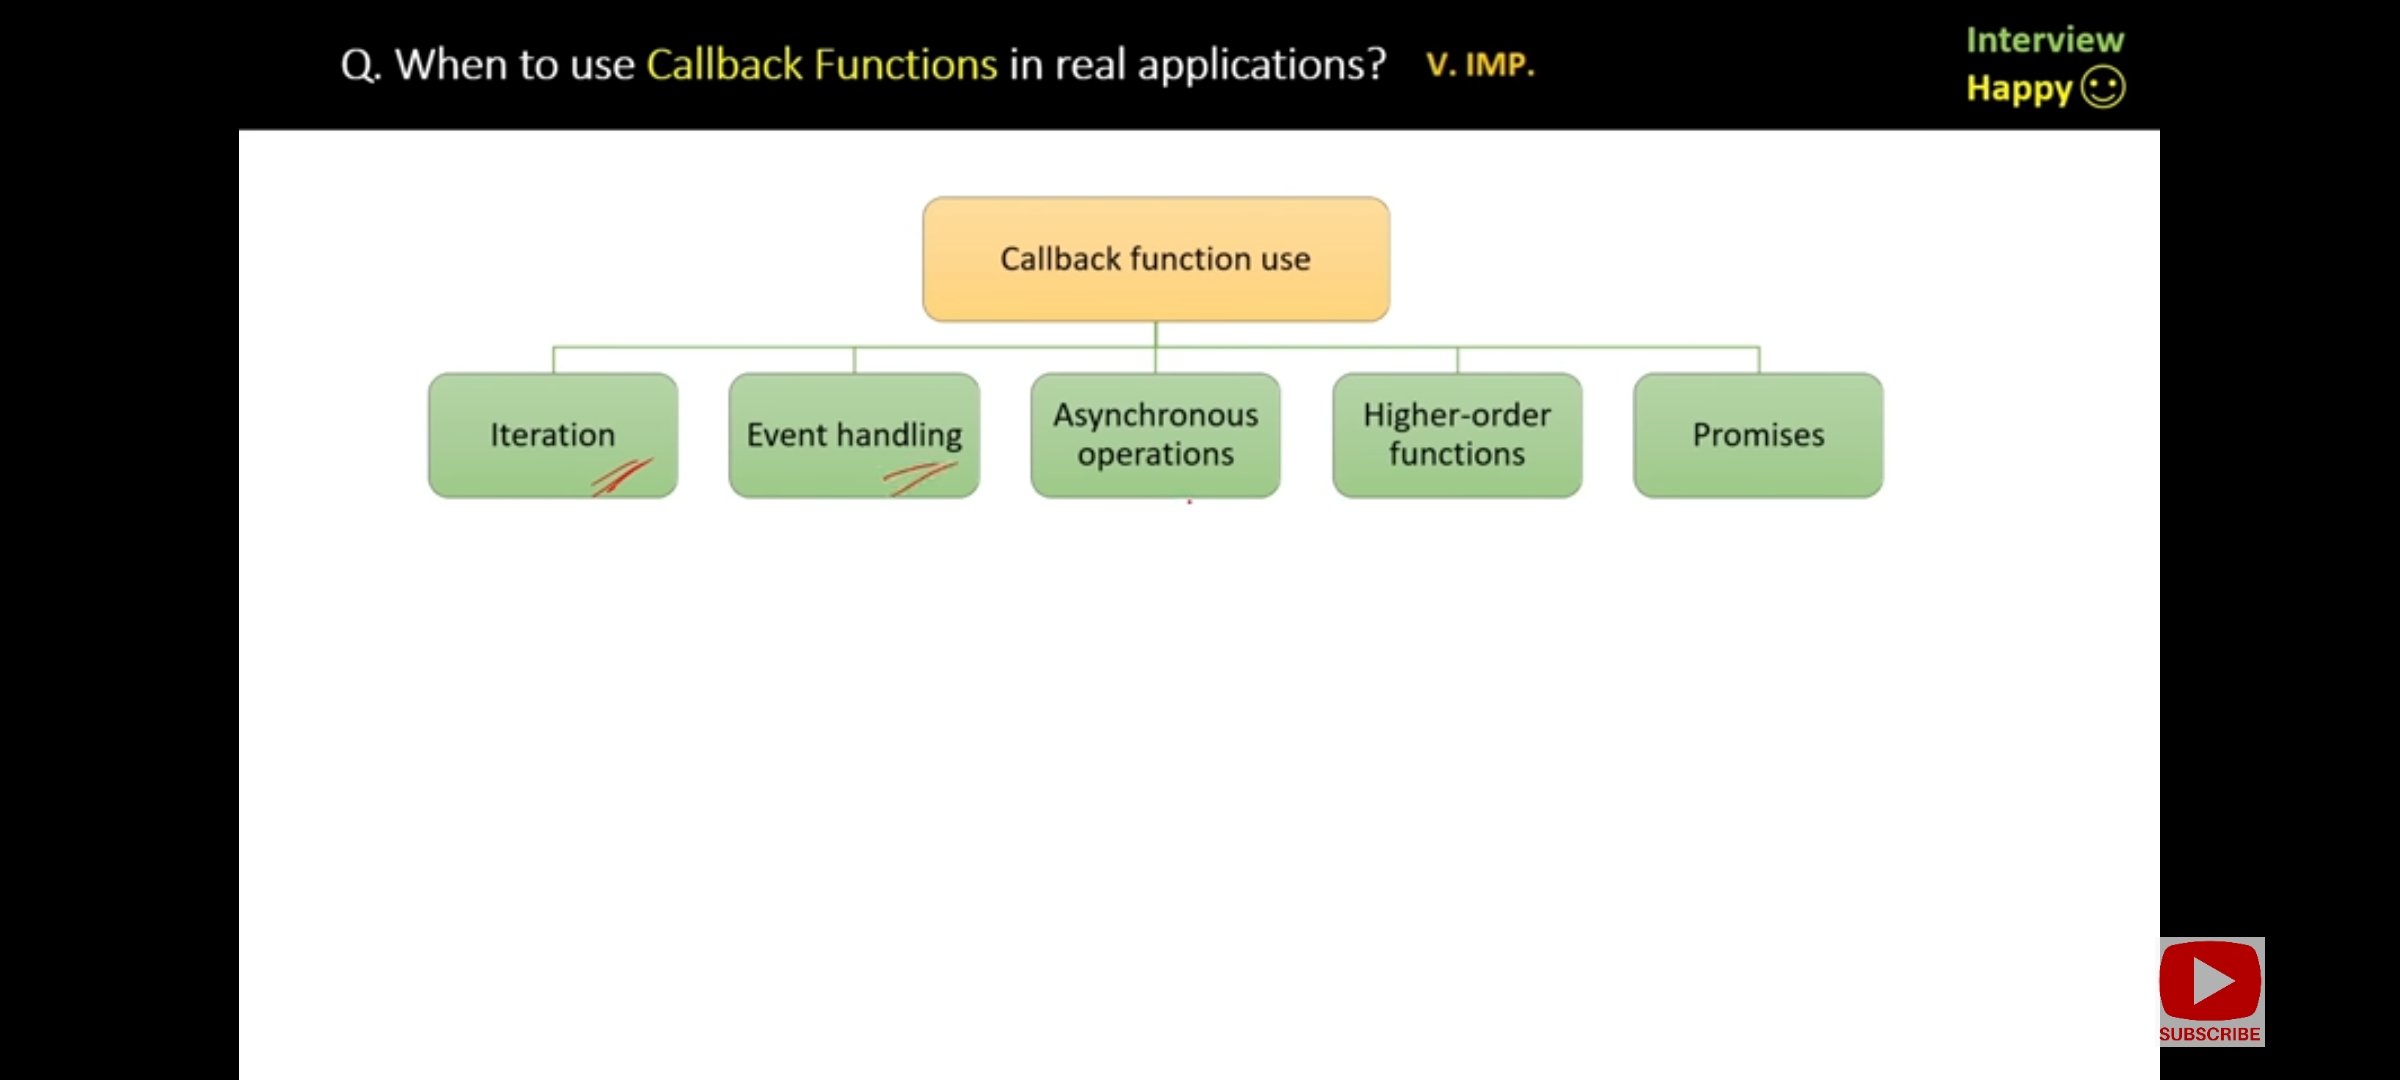 Q. When to use Callback Functions in real applications? V. IMP.
Interview
Happy
Callback function use
Iteration
Event handling
Asynchronous
operations
Higher-order
functions
Promises
SUBSCRIBE